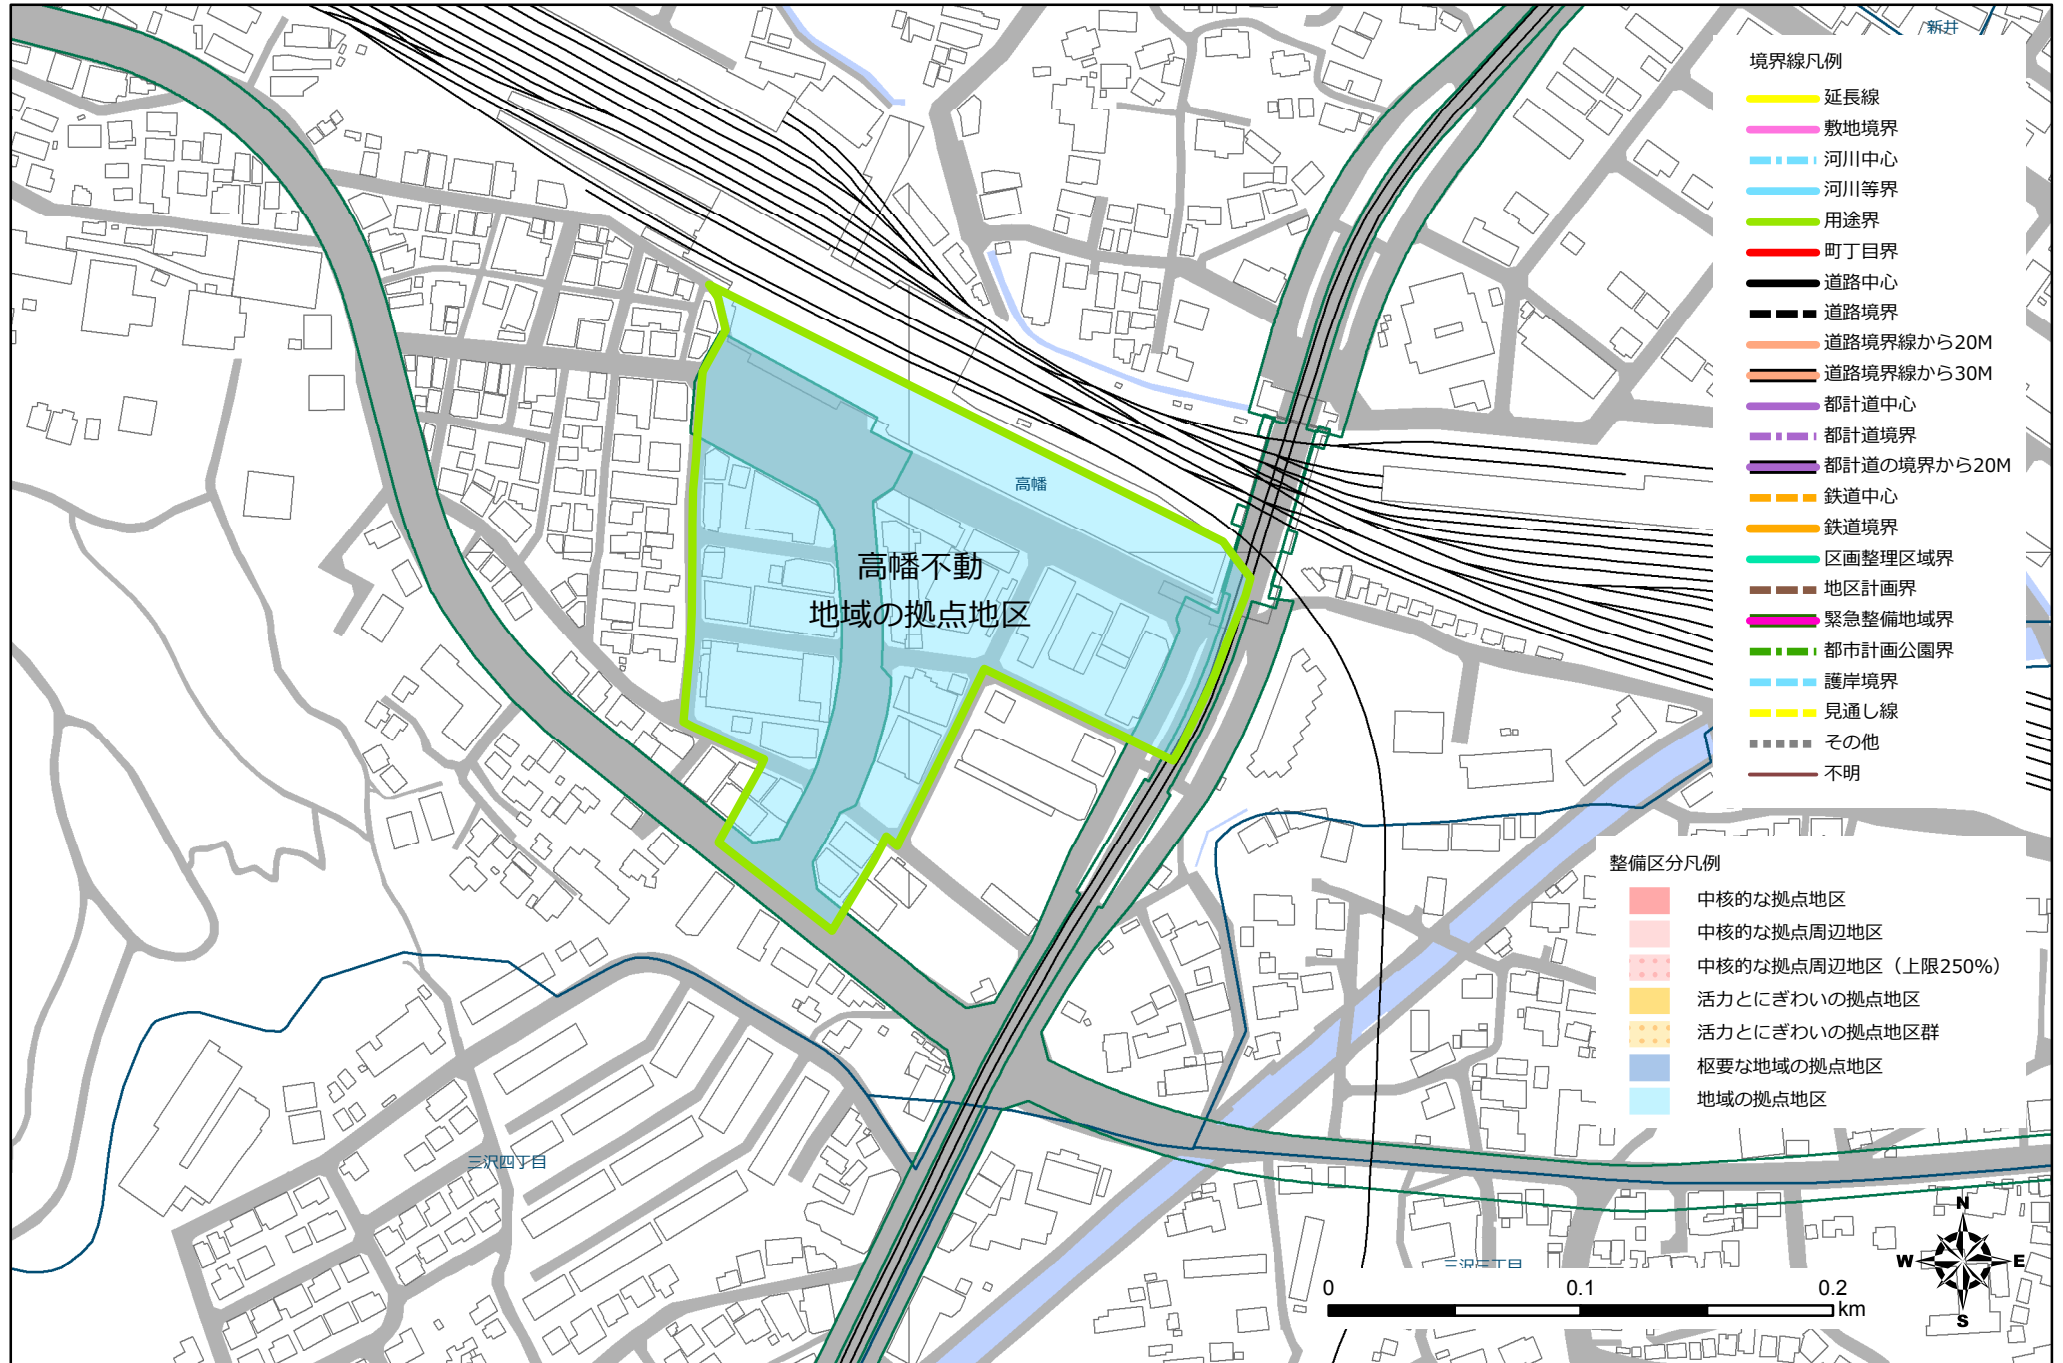 新井
境界線凡例
延長線
敷地境界
河川中心
河川等界
用途界
町丁目界
道路中心
道路境界
道路境界線から20M
道路境界線から30M
都計道中心
都計道境界
都計道の境界から20M
鉄道中心
鉄道境界
区画整理区域界
地区計画界
緊急整備地域界
都市計画公園界
護岸境界
見通し線
その他
不明
高幡
高幡不動
地域の拠点地区
整備区分凡例
中核的な拠点地区
中核的な拠点周辺地区
中核的な拠点周辺地区（上限250%）
活力とにぎわいの拠点地区
活力とにぎわいの拠点地区群
枢要な地域の拠点地区
地域の拠点地区
三沢四丁目
三沢三丁目
N
W E
S
0 0.1 0.2
km